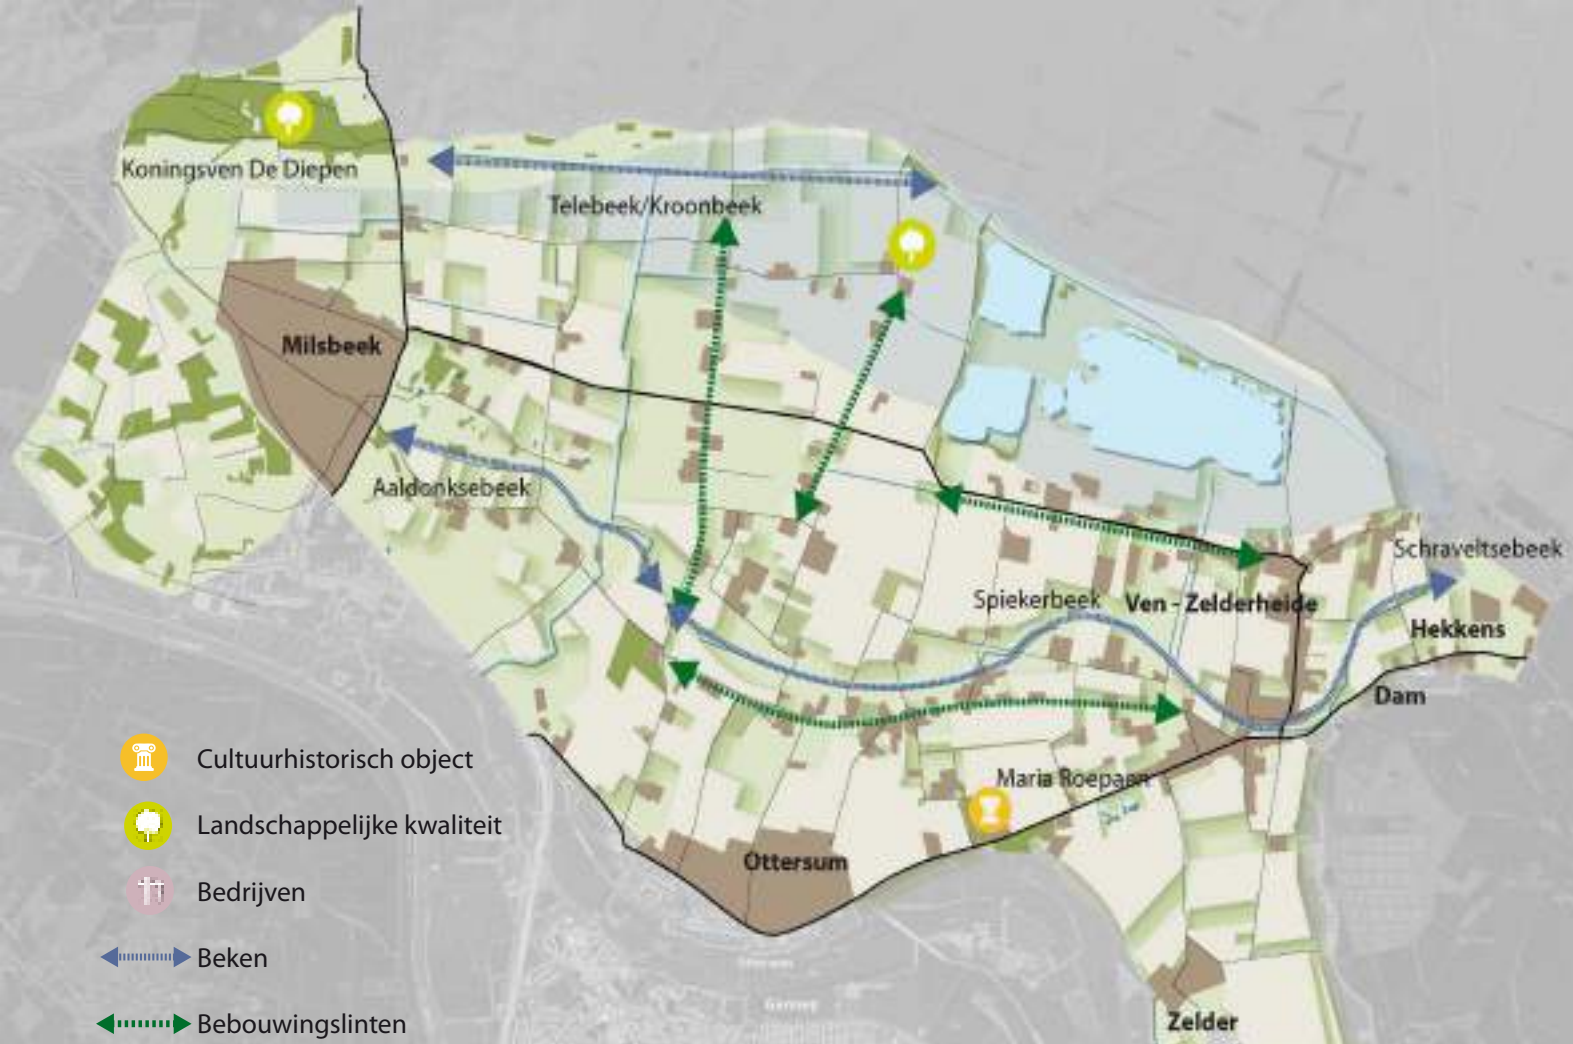 Koningsven De Diepen
Telebeek/Kroonbeek
Milsbeek
Aaldonksebeek
Schraveltsebeek
Spiekerbeek
Ven - Zelderheide
Hekkens
Dam
Maria Roepaen
Ottersum
Gennep
Zelder
Cultuurhistorisch object
Landschappelijke kwaliteit
Bedrijven
Beken
Bebouwingslinten